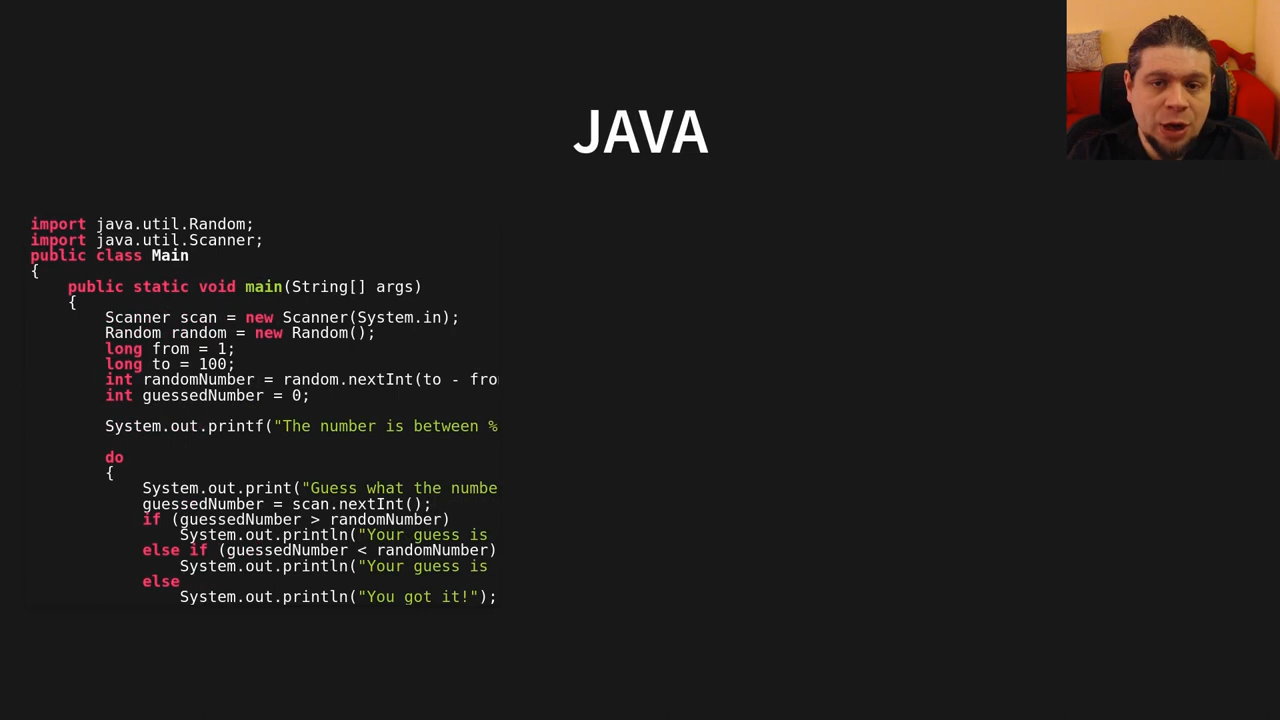 JAVA
import java.util.Random;
import java.util.Scanner;
public class Main
{
    public static void main(String[] args)
    {
        Scanner scan = new Scanner(System.in);
        Random random = new Random();
        long from = 1;
        long to = 100;
        int randomNumber = random.nextInt(to - fro
        int guessedNumber = 0;
        System.out.printf("The number is between %
        do
        {
            System.out.print("Guess what the numbe
            guessedNumber = scan.nextInt();
            if (guessedNumber > randomNumber)
                System.out.println("Your guess is
            else if (guessedNumber < randomNumber)
                System.out.println("Your guess is
            else
                System.out.println("You got it!");